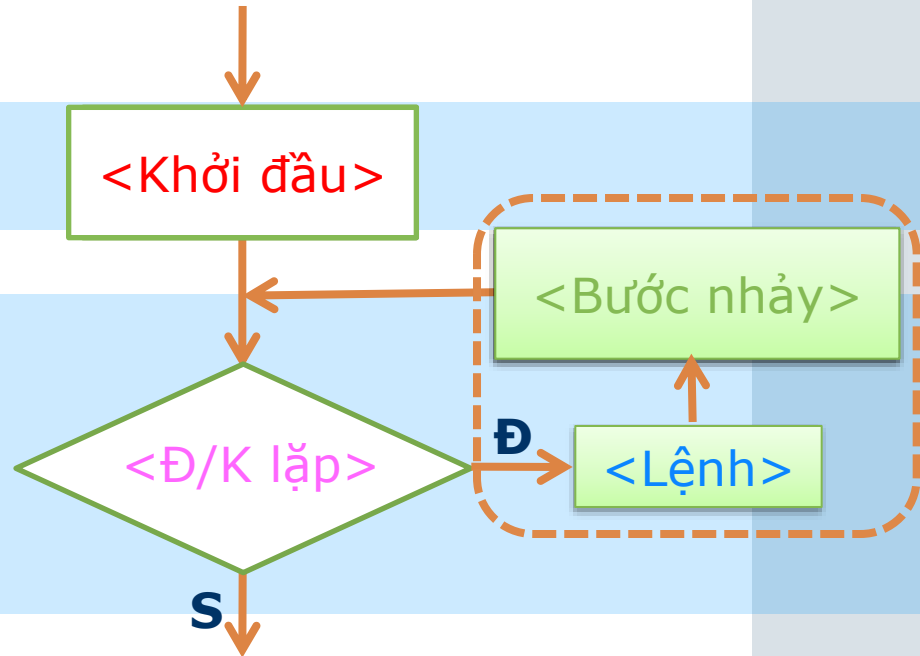 <Khởi đầu>
<Bước nhảy>
<Đ/K lặp>
Đ
<Lệnh>
S